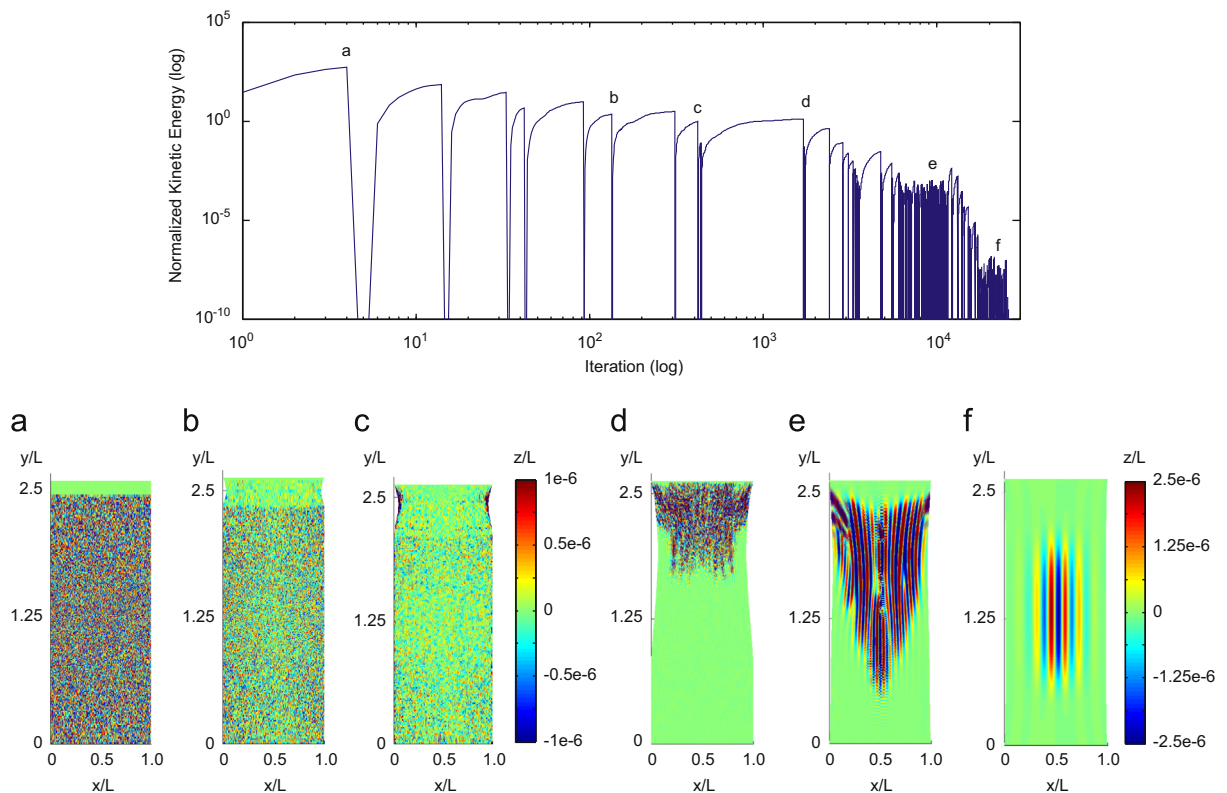 Normalized Kinetic Energy (log)
10^5
10^0
10^-5
10^-10
a
b
c
d
e
f
10^0
10^1
10^2
10^3
10^4
Iteration (log)
a
b
c
d
e
f
y/L
y/L
y/L
z/L
y/L
y/L
y/L
z/L
2.5
1.25
0
0
0.5
1.0
x/L
2.5
1.25
0
0
0.5
1.0
x/L
2.5
1.25
0
0
0.5
1.0
x/L
1e-6
0.5e-6
0
-0.5e-6
-1e-6
2.5
1.25
0
0
0.5
1.0
x/L
2.5
1.25
0
0
0.5
1.0
x/L
2.5
1.25
0
0
0.5
1.0
x/L
2.5e-6
1.25e-6
0
-1.25e-6
-2.5e-6